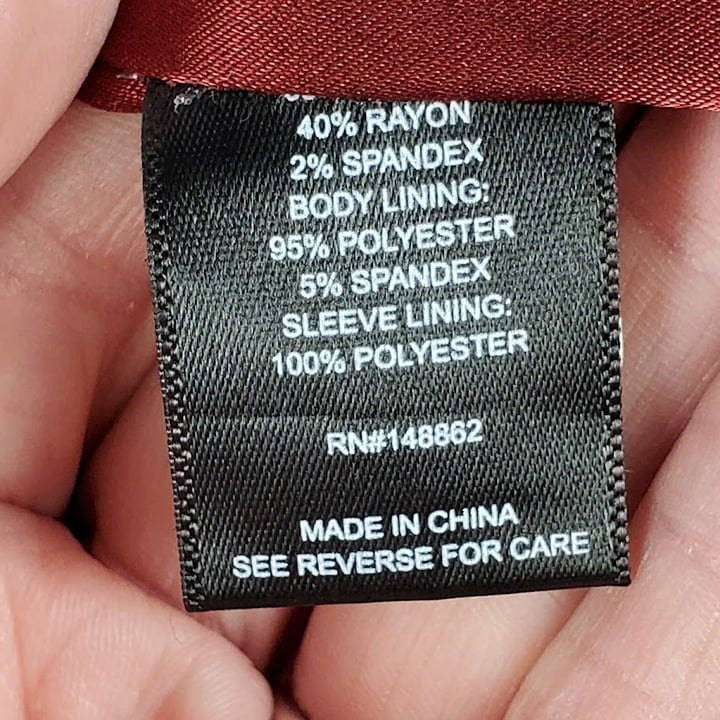 40% RAYON
2% SPANDEX
BODY LINING:
95% POLYESTER
5% SPANDEX
SLEEVE LINING:
100% POLYESTER
RN#148862
MADE IN CHINA
SEE REVERSE FOR CARE